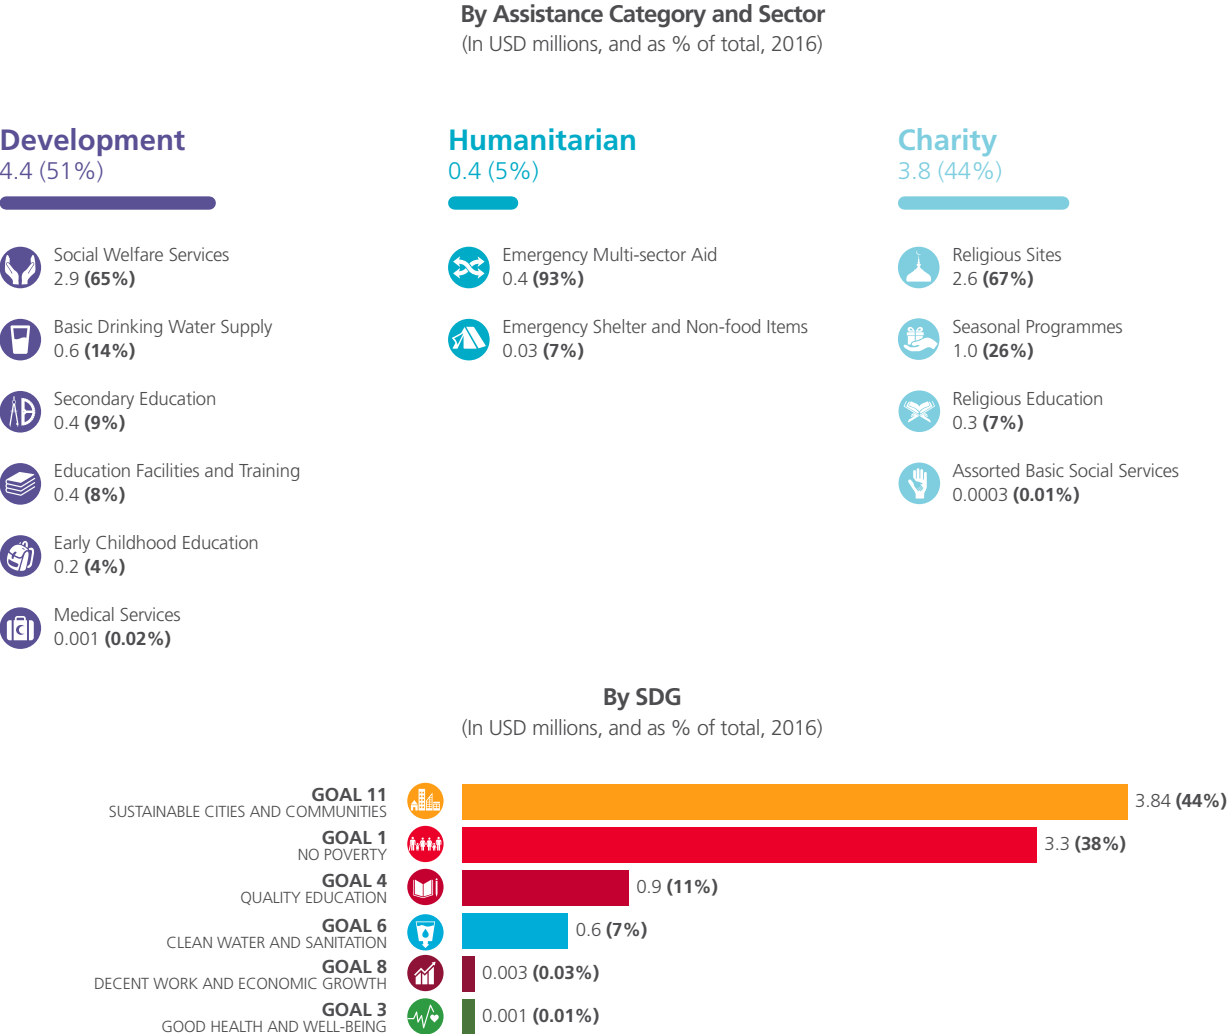 By Assistance Category and Sector
(In USD millions, and as % of total, 2016)
Development
4.4 (51%)
Social Welfare Services
2.9 (65%)
Basic Drinking Water Supply
0.6 (14%)
Secondary Education
0.4 (9%)
Education Facilities and Training
0.4 (8%)
Early Childhood Education
0.2 (4%)
Medical Services
0.001 (0.02%)
Humanitarian
0.4 (5%)
Emergency Multi-sector Aid
0.4 (93%)
Emergency Shelter and Non-food Items
0.03 (7%)
Charity
3.8 (44%)
Religious Sites
2.6 (67%)
Seasonal Programmes
1.0 (26%)
Religious Education
0.3 (7%)
Assorted Basic Social Services
0.0003 (0.01%)
By SDG
(In USD millions, and as % of total, 2016)
GOAL 11
SUSTAINABLE CITIES AND COMMUNITIES
3.84 (44%)
GOAL 1
NO POVERTY
3.3 (38%)
GOAL 4
QUALITY EDUCATION
0.9 (11%)
GOAL 6
CLEAN WATER AND SANITATION
0.6 (7%)
GOAL 8
DECENT WORK AND ECONOMIC GROWTH
0.003 (0.03%)
GOAL 3
GOOD HEALTH AND WELL-BEING
0.001 (0.01%)